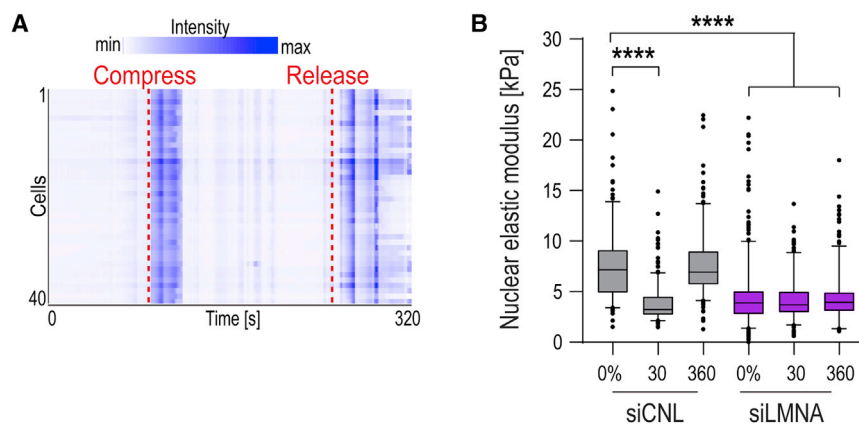 A
Intensity
min max
Compress Release
1
Cells
40
0 Time [s] 320
B
****
****
Nuclear elastic modulus [kPa]
30
25
20
15
10
5
0
0% 30 360 0% 30 360
siCNL siLMNA